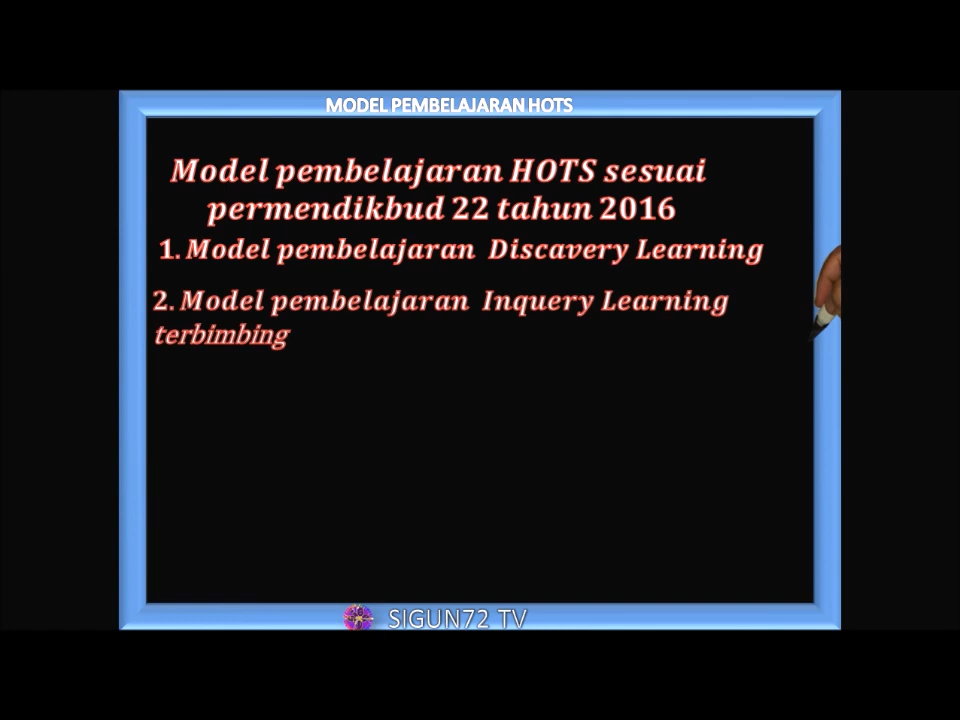 MODEL PEMBELAJARAN HOTS
Model pembelajaran HOTS sesuai
permendikbud 22 tahun 2016
1. Model pembelajaran Discavery Learning
2. Model pembelajaran Inquery Learning
terbimbing
SIGUN72 TV